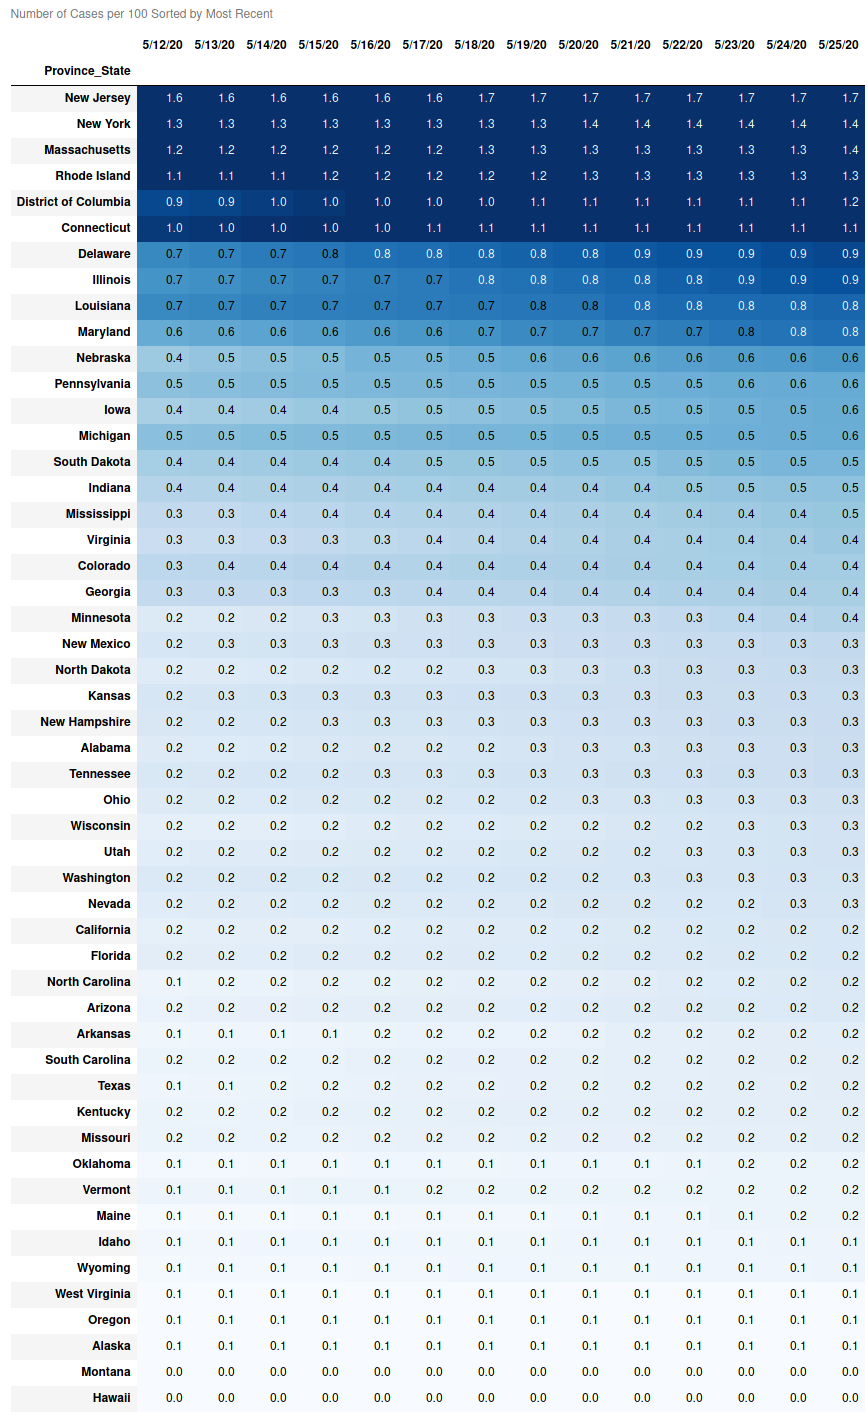 Number of Cases per 100 Sorted by Most Recent
5/12/20 5/13/20 5/14/20 5/15/20 5/16/20 5/17/20 5/18/20 5/19/20 5/20/20 5/21/20 5/22/20 5/23/20 5/24/20 5/25/20
Province_State
New Jersey 1.6 1.6 1.6 1.6 1.6 1.6 1.7 1.7 1.7 1.7 1.7 1.7 1.7 1.7
New York 1.3 1.3 1.3 1.3 1.3 1.3 1.3 1.3 1.4 1.4 1.4 1.4 1.4 1.4
Massachusetts 1.2 1.2 1.2 1.2 1.2 1.2 1.3 1.3 1.3 1.3 1.3 1.3 1.3 1.4
Rhode Island 1.1 1.1 1.1 1.2 1.2 1.2 1.2 1.2 1.3 1.3 1.3 1.3 1.3 1.3
District of Columbia 0.9 0.9 1.0 1.0 1.0 1.0 1.0 1.1 1.1 1.1 1.1 1.1 1.1 1.2
Connecticut 1.0 1.0 1.0 1.0 1.0 1.1 1.1 1.1 1.1 1.1 1.1 1.1 1.1 1.1
Delaware 0.7 0.7 0.7 0.8 0.8 0.8 0.8 0.8 0.8 0.9 0.9 0.9 0.9 0.9
Illinois 0.7 0.7 0.7 0.7 0.7 0.7 0.8 0.8 0.8 0.8 0.8 0.9 0.9 0.9
Louisiana 0.7 0.7 0.7 0.7 0.7 0.7 0.7 0.8 0.8 0.8 0.8 0.8 0.8 0.8
Maryland 0.6 0.6 0.6 0.6 0.6 0.6 0.7 0.7 0.7 0.7 0.7 0.8 0.8 0.8
Nebraska 0.4 0.5 0.5 0.5 0.5 0.5 0.5 0.6 0.6 0.6 0.6 0.6 0.6 0.6
Pennsylvania 0.5 0.5 0.5 0.5 0.5 0.5 0.5 0.5 0.5 0.5 0.5 0.6 0.6 0.6
Iowa 0.4 0.4 0.4 0.4 0.5 0.5 0.5 0.5 0.5 0.5 0.5 0.5 0.5 0.6
Michigan 0.5 0.5 0.5 0.5 0.5 0.5 0.5 0.5 0.5 0.5 0.5 0.5 0.5 0.6
South Dakota 0.4 0.4 0.4 0.4 0.4 0.5 0.5 0.5 0.5 0.5 0.5 0.5 0.5 0.5
Indiana 0.4 0.4 0.4 0.4 0.4 0.4 0.4 0.4 0.4 0.4 0.5 0.5 0.5 0.5
Mississippi 0.3 0.3 0.4 0.4 0.4 0.4 0.4 0.4 0.4 0.4 0.4 0.4 0.4 0.5
Virginia 0.3 0.3 0.3 0.3 0.3 0.4 0.4 0.4 0.4 0.4 0.4 0.4 0.4 0.4
Colorado 0.3 0.4 0.4 0.4 0.4 0.4 0.4 0.4 0.4 0.4 0.4 0.4 0.4 0.4
Georgia 0.3 0.3 0.3 0.3 0.3 0.4 0.4 0.4 0.4 0.4 0.4 0.4 0.4 0.4
Minnesota 0.2 0.2 0.2 0.3 0.3 0.3 0.3 0.3 0.3 0.3 0.3 0.4 0.4 0.4
New Mexico 0.2 0.3 0.3 0.3 0.3 0.3 0.3 0.3 0.3 0.3 0.3 0.3 0.3 0.3
North Dakota 0.2 0.2 0.2 0.2 0.2 0.2 0.3 0.3 0.3 0.3 0.3 0.3 0.3 0.3
Kansas 0.2 0.3 0.3 0.3 0.3 0.3 0.3 0.3 0.3 0.3 0.3 0.3 0.3 0.3
New Hampshire 0.2 0.2 0.2 0.3 0.3 0.3 0.3 0.3 0.3 0.3 0.3 0.3 0.3 0.3
Alabama 0.2 0.2 0.2 0.2 0.2 0.2 0.2 0.3 0.3 0.3 0.3 0.3 0.3 0.3
Tennessee 0.2 0.2 0.2 0.2 0.3 0.3 0.3 0.3 0.3 0.3 0.3 0.3 0.3 0.3
Ohio 0.2 0.2 0.2 0.2 0.2 0.2 0.2 0.2 0.3 0.3 0.3 0.3 0.3 0.3
Wisconsin 0.2 0.2 0.2 0.2 0.2 0.2 0.2 0.2 0.2 0.2 0.2 0.3 0.3 0.3
Utah 0.2 0.2 0.2 0.2 0.2 0.2 0.2 0.2 0.2 0.2 0.3 0.3 0.3 0.3
Washington 0.2 0.2 0.2 0.2 0.2 0.2 0.2 0.2 0.2 0.3 0.3 0.3 0.3 0.3
Nevada 0.2 0.2 0.2 0.2 0.2 0.2 0.2 0.2 0.2 0.2 0.2 0.2 0.3 0.3
California 0.2 0.2 0.2 0.2 0.2 0.2 0.2 0.2 0.2 0.2 0.2 0.2 0.2 0.2
Florida 0.2 0.2 0.2 0.2 0.2 0.2 0.2 0.2 0.2 0.2 0.2 0.2 0.2 0.2
North Carolina 0.1 0.2 0.2 0.2 0.2 0.2 0.2 0.2 0.2 0.2 0.2 0.2 0.2 0.2
Arizona 0.2 0.2 0.2 0.2 0.2 0.2 0.2 0.2 0.2 0.2 0.2 0.2 0.2 0.2
Arkansas 0.1 0.1 0.1 0.1 0.2 0.2 0.2 0.2 0.2 0.2 0.2 0.2 0.2 0.2
South Carolina 0.2 0.2 0.2 0.2 0.2 0.2 0.2 0.2 0.2 0.2 0.2 0.2 0.2 0.2
Texas 0.1 0.1 0.2 0.2 0.2 0.2 0.2 0.2 0.2 0.2 0.2 0.2 0.2 0.2
Kentucky 0.2 0.2 0.2 0.2 0.2 0.2 0.2 0.2 0.2 0.2 0.2 0.2 0.2 0.2
Missouri 0.2 0.2 0.2 0.2 0.2 0.2 0.2 0.2 0.2 0.2 0.2 0.2 0.2 0.2
Oklahoma 0.1 0.1 0.1 0.1 0.1 0.1 0.1 0.1 0.1 0.1 0.1 0.2 0.2 0.2
Vermont 0.1 0.1 0.1 0.1 0.1 0.2 0.2 0.2 0.2 0.2 0.2 0.2 0.2 0.2
Maine 0.1 0.1 0.1 0.1 0.1 0.1 0.1 0.1 0.1 0.1 0.1 0.1 0.2 0.2
Idaho 0.1 0.1 0.1 0.1 0.1 0.1 0.1 0.1 0.1 0.1 0.1 0.1 0.1 0.1
Wyoming 0.1 0.1 0.1 0.1 0.1 0.1 0.1 0.1 0.1 0.1 0.1 0.1 0.1 0.1
West Virginia 0.1 0.1 0.1 0.1 0.1 0.1 0.1 0.1 0.1 0.1 0.1 0.1 0.1 0.1
Oregon 0.1 0.1 0.1 0.1 0.1 0.1 0.1 0.1 0.1 0.1 0.1 0.1 0.1 0.1
Alaska 0.1 0.1 0.1 0.1 0.1 0.1 0.1 0.1 0.1 0.1 0.1 0.1 0.1 0.1
Montana 0.0 0.0 0.0 0.0 0.0 0.0 0.0 0.0 0.0 0.0 0.0 0.0 0.0 0.0
Hawaii 0.0 0.0 0.0 0.0 0.0 0.0 0.0 0.0 0.0 0.0 0.0 0.0 0.0 0.0